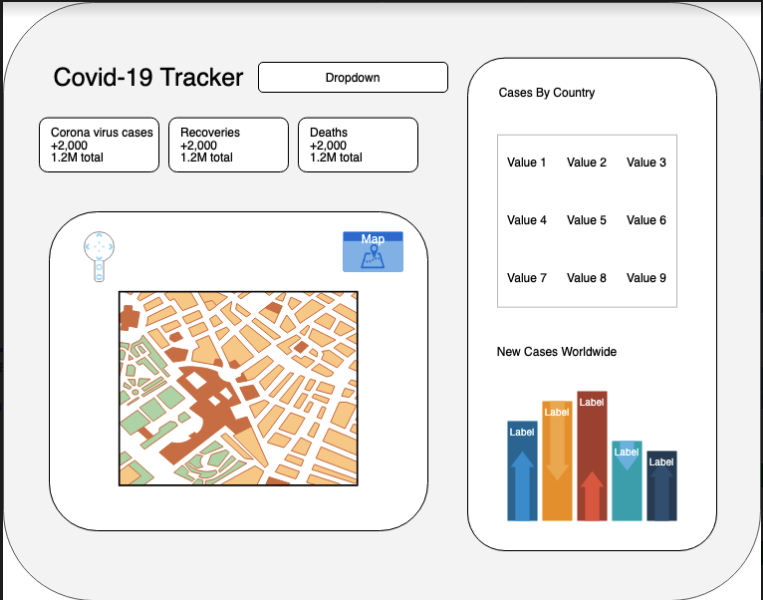 Covid-19 Tracker
Dropdown
Corona virus cases
+2,000
1.2M total
Recoveries
+2,000
1.2M total
Deaths
+2,000
1.2M total
Map
Cases By Country
Value 1 Value 2 Value 3
Value 4 Value 5 Value 6
Value 7 Value 8 Value 9
New Cases Worldwide
Label
Label
Label
Label
Label